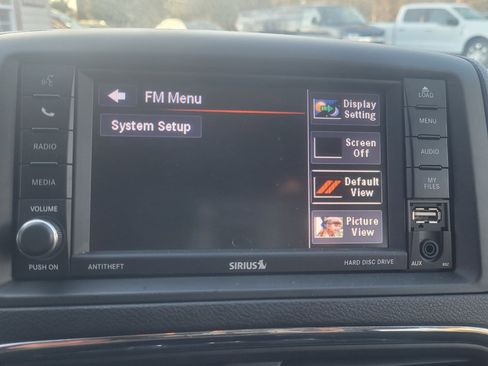 FM Menu
System Setup
Display
Setting
Screen
Off
Default
View
Picture
View
RADIO
MEDIA
VOLUME
PUSH ON
LOAD
MENU
AUDIO
MY
FILES
AUX
ANTITHEFT
SIRIUS
HARD DISC DRIVE